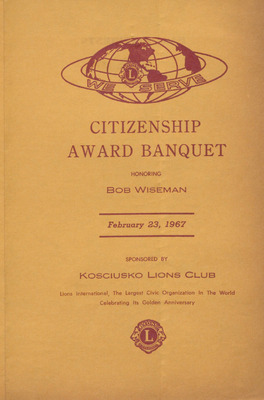 L
WE SERVE
CITIZENSHIP
AWARD BANQUET
HONORING
BOB WISEMAN
February 23, 1967
SPONSORED BY
KOSCIUSKO LIONS CLUB
Lions International, The Largest Civic Organization In The World
Celebrating Its Golden Anniversary
L